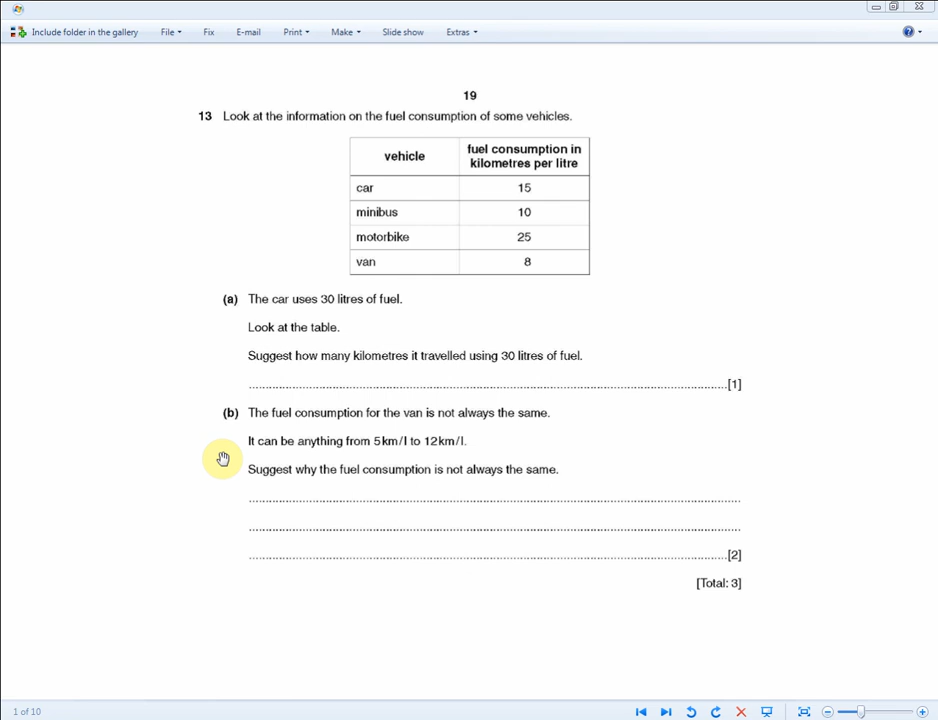 Include folder in the gallery File Fix E-mail Print Make Slide show Extras
19
13 Look at the information on the fuel consumption of some vehicles.
vehicle fuel consumption in kilometres per litre
car 15
minibus 10
motorbike 25
van 8
(a) The car uses 30 litres of fuel.
Look at the table.
Suggest how many kilometres it travelled using 30 litres of fuel.
[1]
(b) The fuel consumption for the van is not always the same.
It can be anything from 5 km/l to 12 km/l.
Suggest why the fuel consumption is not always the same.
[2]
[Total: 3]
1 of 10